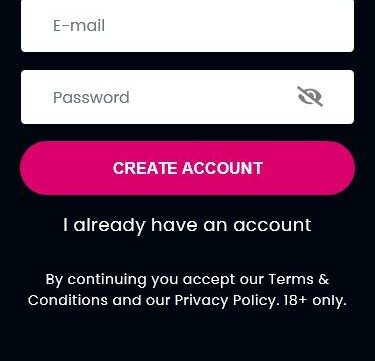 E-mail
Password
CREATE ACCOUNT
I already have an account
By continuing you accept our Terms &
Conditions and our Privacy Policy. 18+ only.